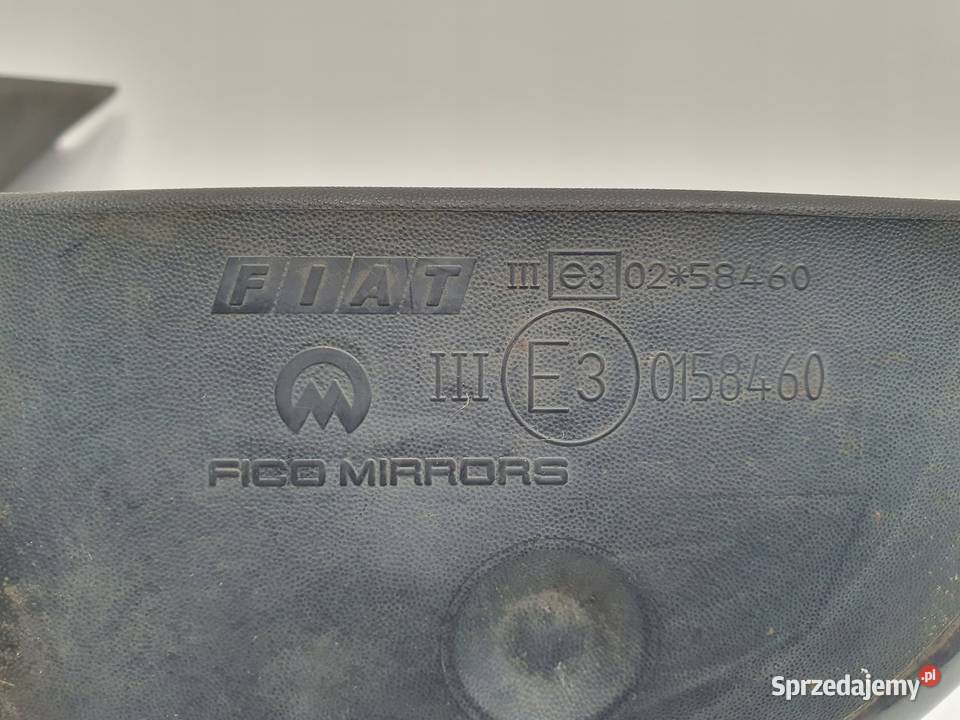 FIAT III e3 02*58460
III E3 0158460
FICO MIRRORS
Sprzedajemy.pl